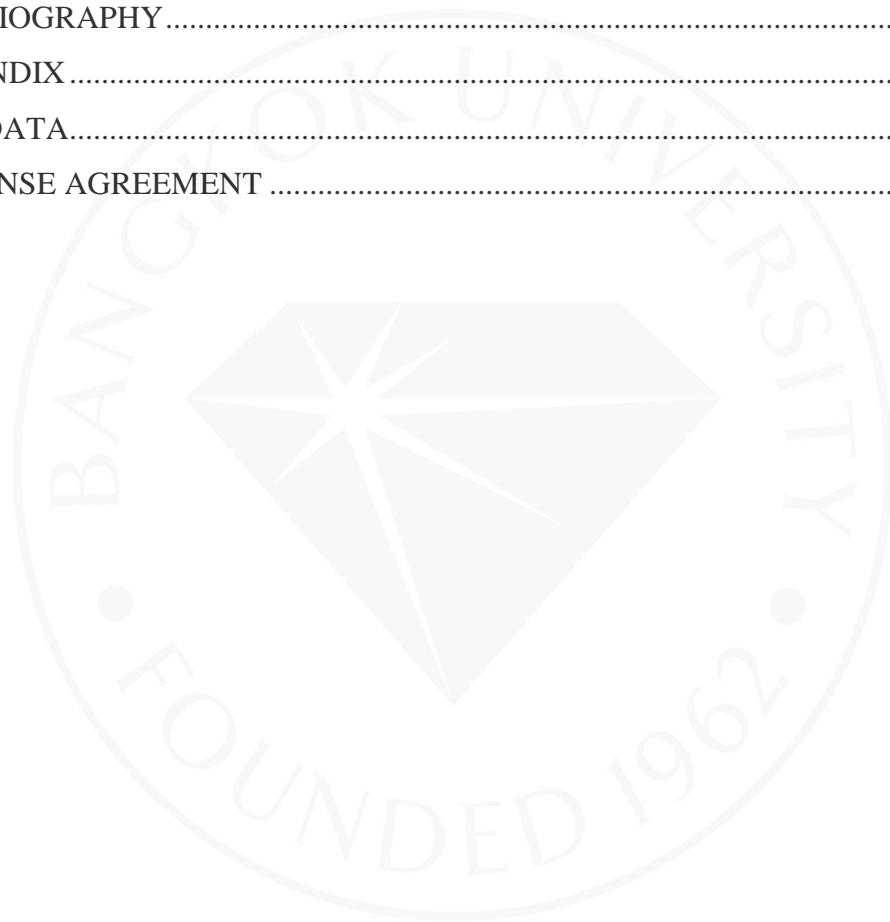 IOGRAPHY..........................................................................................
NDIX.....................................................................................................
DATA.....................................................................................................
NSE AGREEMENT.............................................................................
BANGKOK UNIVERSITY
• FOUNDED 1962 •